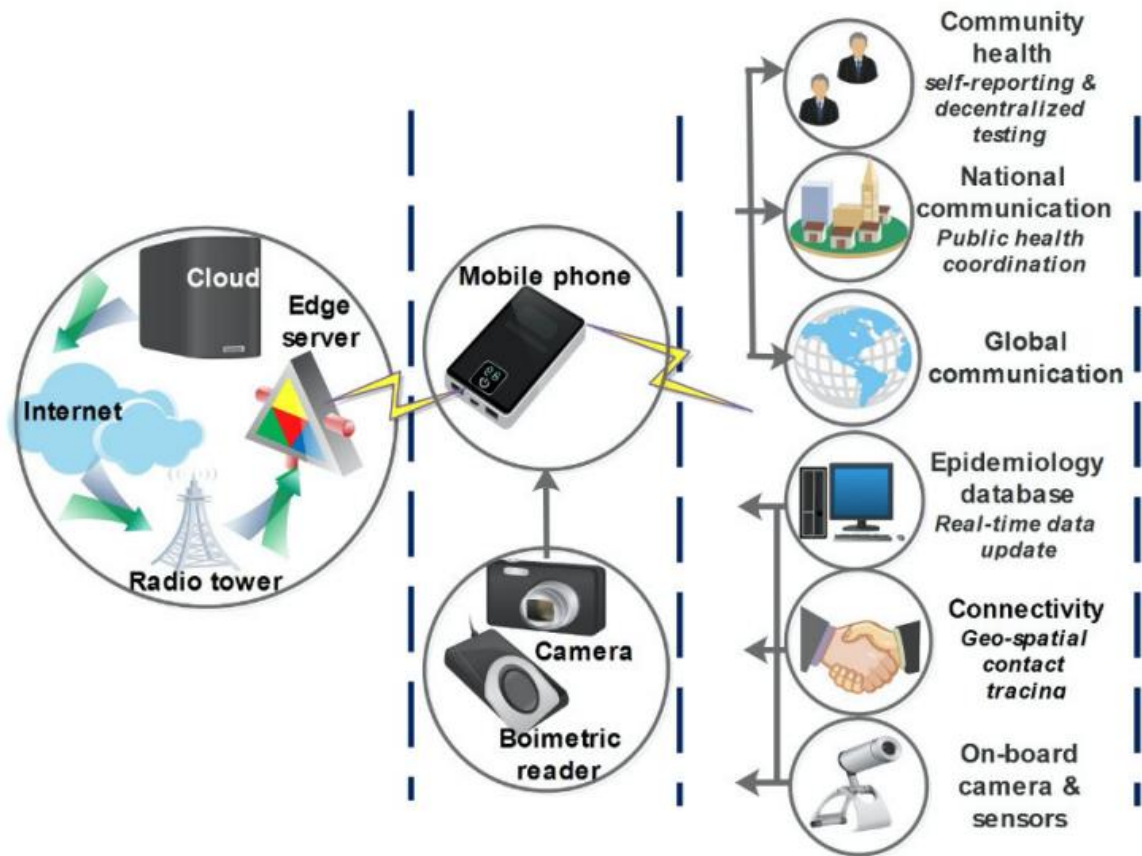 Cloud
Edge
server
Internet
Radio tower
Mobile phone
Camera
Boimetric
reader
Community
health
self-reporting &
decentralized
testing
National
communication
Public health
coordination
Global
communication
Epidemiology
database
Real-time data
update
Connectivity
Geo-spatial
contact
tracing
On-board
camera &
sensors